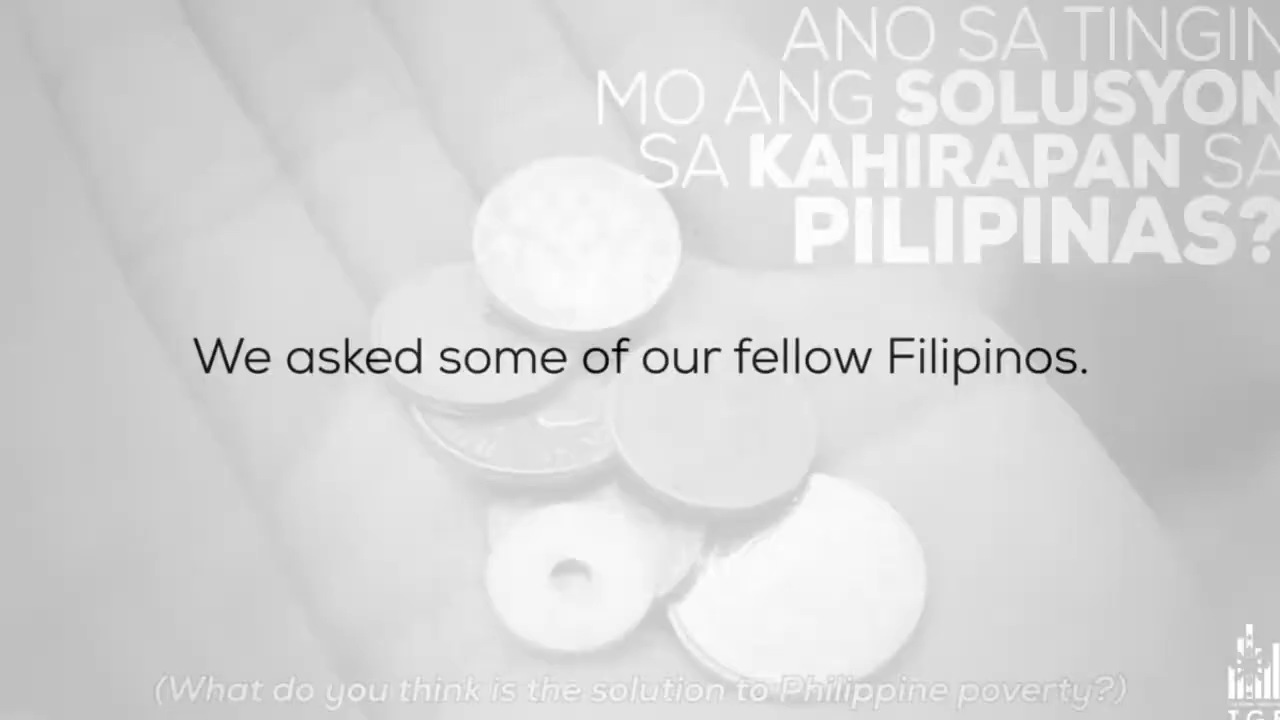 ANO SA TINGIN
MO ANG SOLUSYON
SA KAHIRAPAN SA
PILIPINAS?
We asked some of our fellow Filipinos.
(What do you think is the solution to Philippine poverty?)